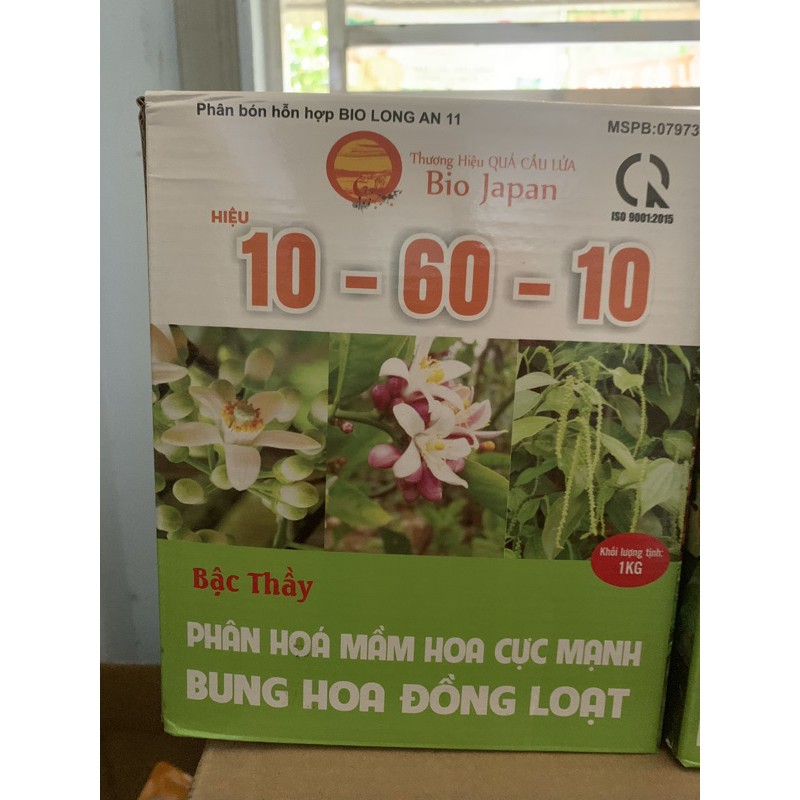 Phân bón hỗn hợp BIO LONG AN 11
MSPB:07973
Thương Hiệu QUẢ CẦU LỬA
Bio Japan
ISO 9001:2015
HIỆU
10 - 60 - 10
Khối lượng tịnh:
1KG
Bậc Thầy
PHÂN HOÁ MẦM HOA CỰC MẠNH
BUNG HOA ĐỒNG LOẠT